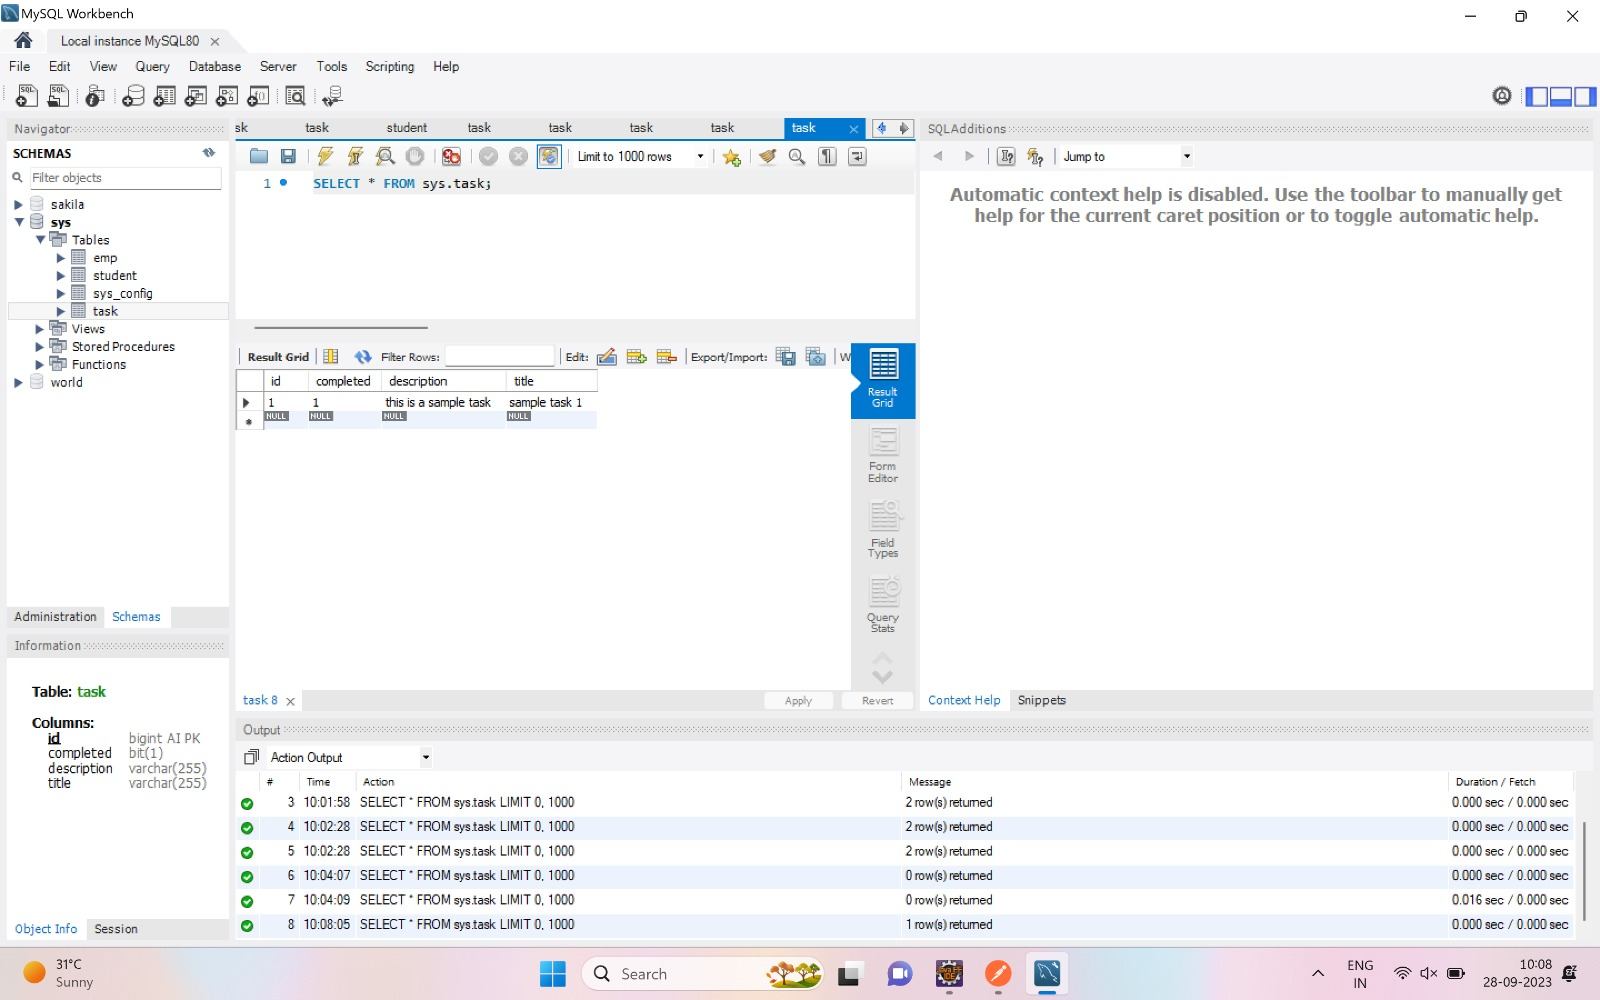 MySQL Workbench
Local instance MySQL80
File Edit View Query Database Server Tools Scripting Help
Navigator
SCHEMAS
Filter objects
sakila
sys
Tables
emp
student
sys_config
task
Views
Stored Procedures
Functions
world
Administration Schemas
Information
Table: task
Columns:
id bigint AI PK
completed bit(1)
description varchar(255)
title varchar(255)
Object Info Session
sk task student task task task task task
Limit to 1000 rows
1 SELECT * FROM sys.task;
Result Grid Filter Rows: Edit: Export/Import: W
id completed description title
1 1 this is a sample task sample task 1
NULL NULL NULL NULL
Result Grid
Form Editor
Field Types
Query Stats
task 8 Apply Revert
SQLAdditions
Jump to
Automatic context help is disabled. Use the toolbar to manually get
help for the current caret position or to toggle automatic help.
Context Help Snippets
Output
Action Output
# Time Action Message Duration / Fetch
3 10:01:58 SELECT * FROM sys.task LIMIT 0, 1000 2 row(s) returned 0.000 sec / 0.000 sec
4 10:02:28 SELECT * FROM sys.task LIMIT 0, 1000 2 row(s) returned 0.000 sec / 0.000 sec
5 10:02:28 SELECT * FROM sys.task LIMIT 0, 1000 2 row(s) returned 0.000 sec / 0.000 sec
6 10:04:07 SELECT * FROM sys.task LIMIT 0, 1000 0 row(s) returned 0.000 sec / 0.000 sec
7 10:04:09 SELECT * FROM sys.task LIMIT 0, 1000 0 row(s) returned 0.016 sec / 0.000 sec
8 10:08:05 SELECT * FROM sys.task LIMIT 0, 1000 1 row(s) returned 0.000 sec / 0.000 sec
31°C
Sunny
Search
ENG
IN
10:08
28-09-2023